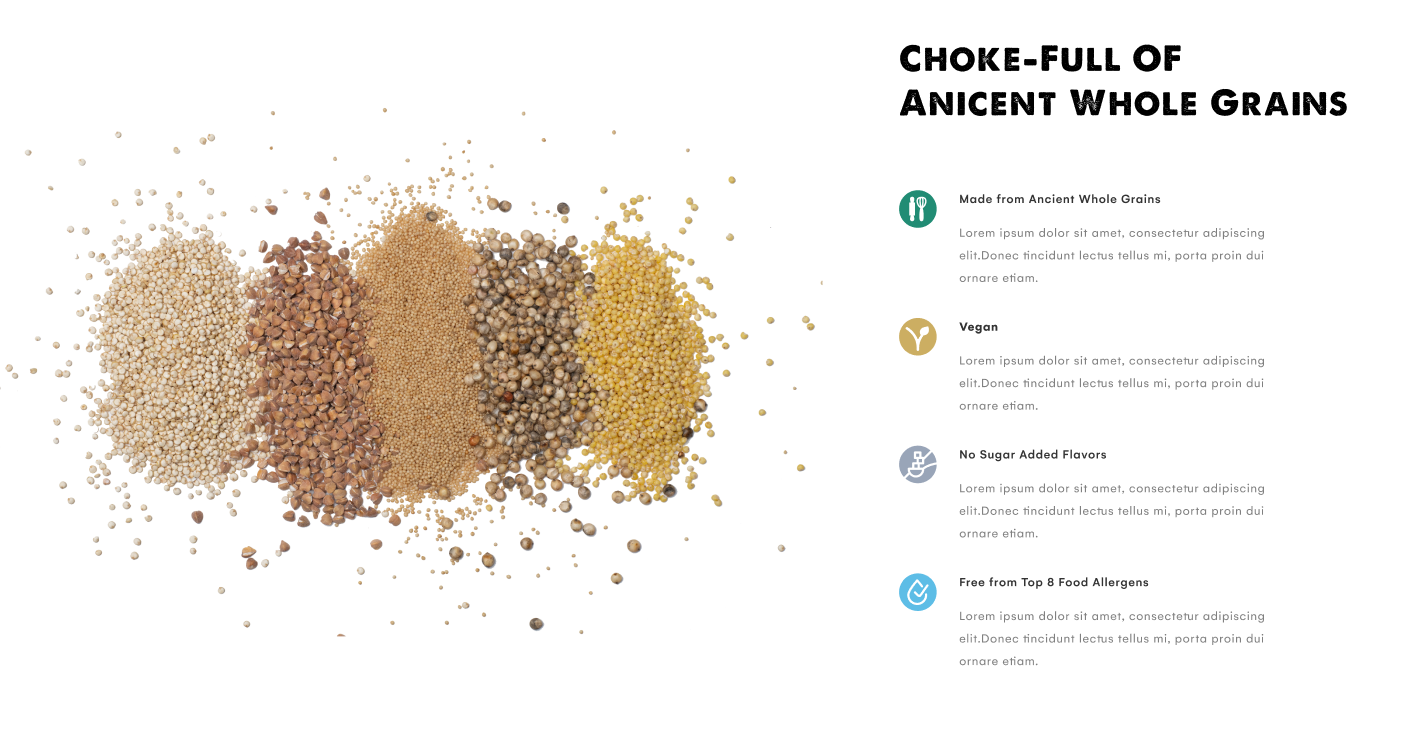 Choke-Full Of
Anicent Whole Grains
Made from Ancient Whole Grains
Lorem ipsum dolor sit amet, consectetur adipiscing
elit.Donec tincidunt lectus tellus mi, porta proin dui
ornare etiam.
Vegan
Lorem ipsum dolor sit amet, consectetur adipiscing
elit.Donec tincidunt lectus tellus mi, porta proin dui
ornare etiam.
No Sugar Added Flavors
Lorem ipsum dolor sit amet, consectetur adipiscing
elit.Donec tincidunt lectus tellus mi, porta proin dui
ornare etiam.
Free from Top 8 Food Allergens
Lorem ipsum dolor sit amet, consectetur adipiscing
elit.Donec tincidunt lectus tellus mi, porta proin dui
ornare etiam.